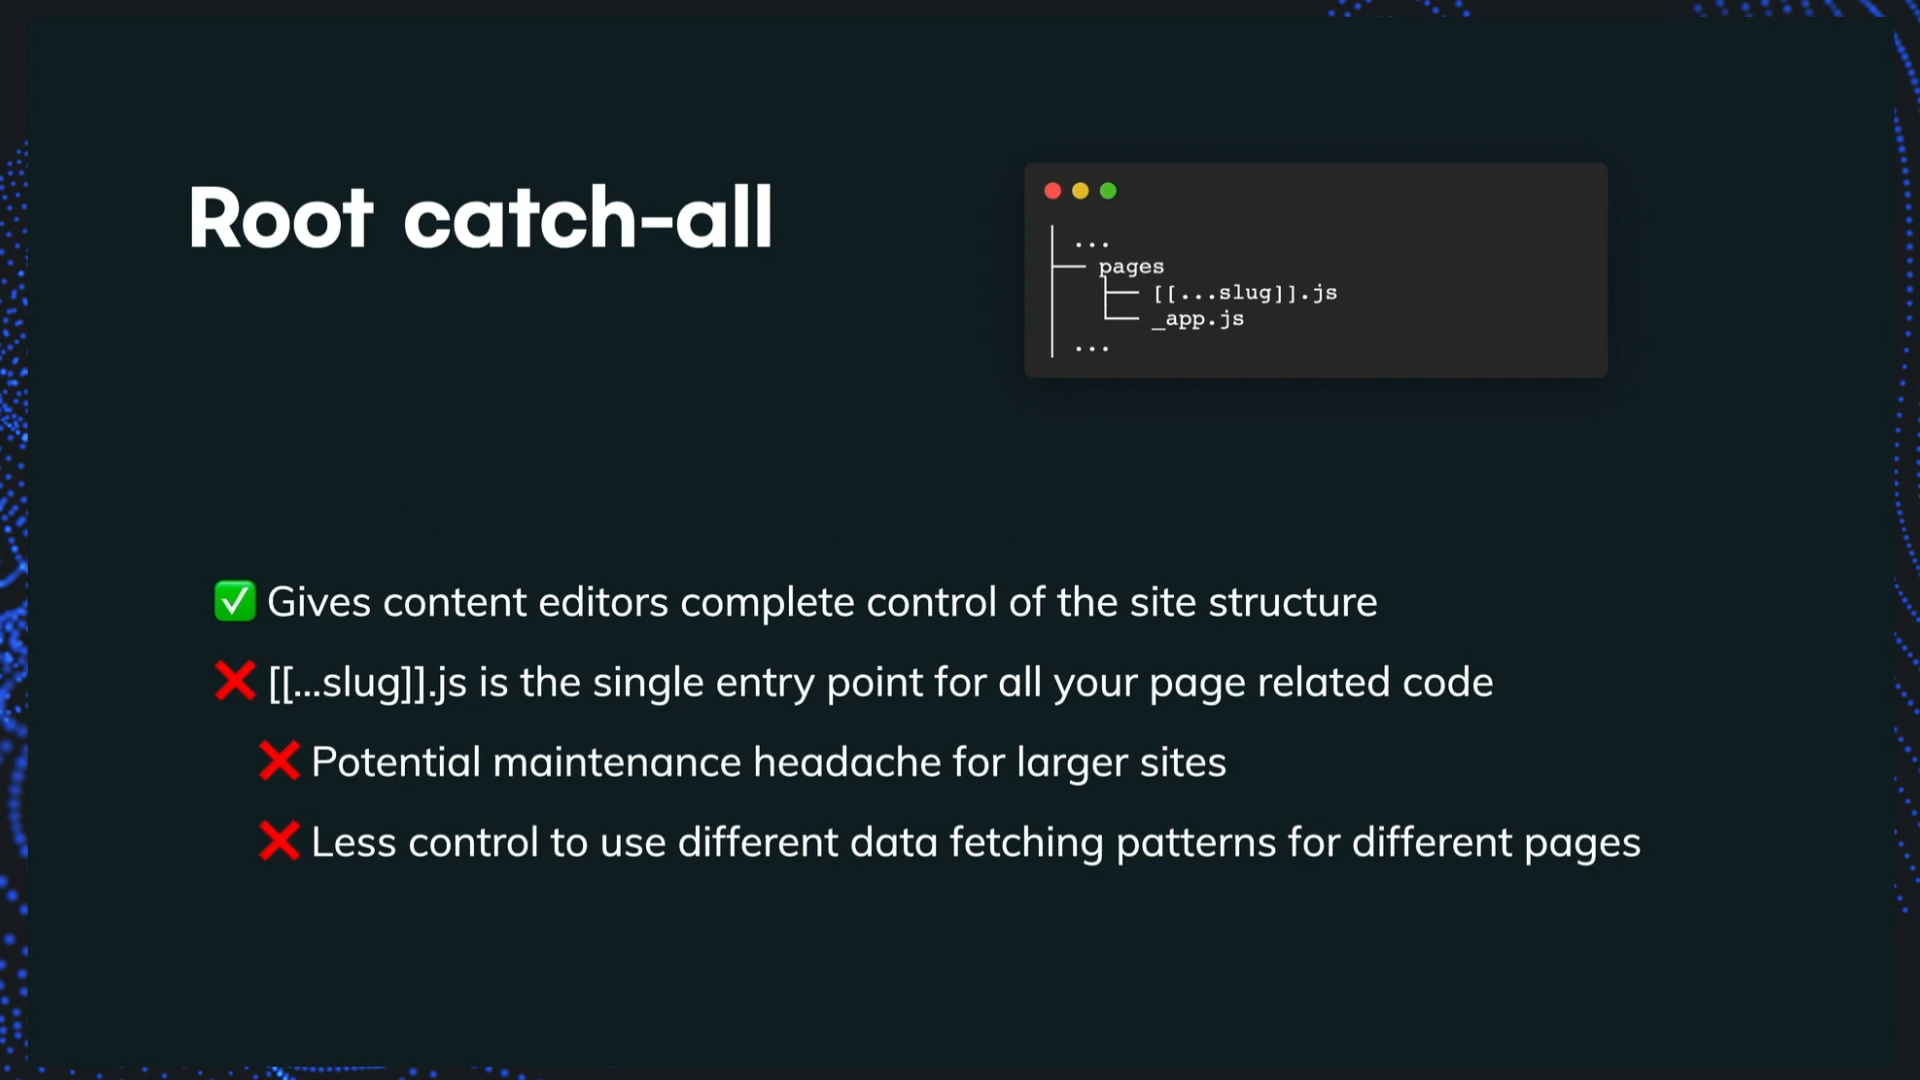 Root catch-all
...
pages
[[...slug]].js
_app.js
...
✅ Gives content editors complete control of the site structure
❌ [[...slug]].js is the single entry point for all your page related code
❌ Potential maintenance headache for larger sites
❌ Less control to use different data fetching patterns for different pages